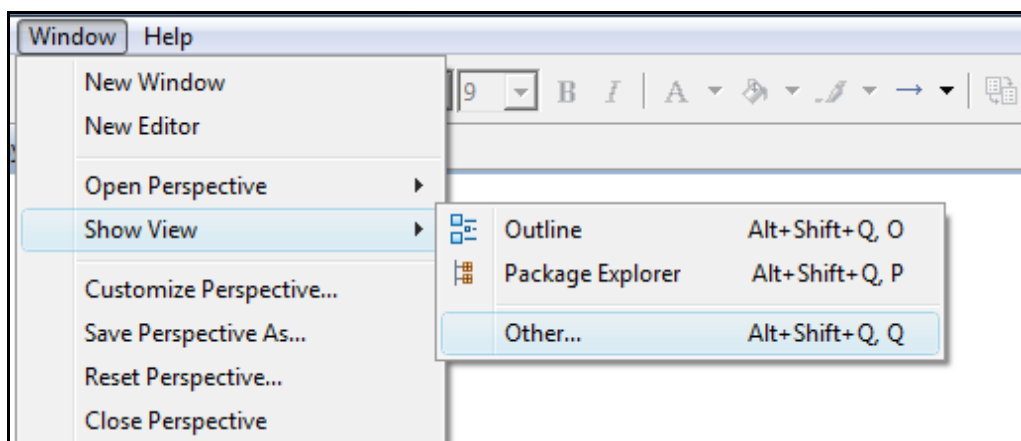 Window Help
New Window
9 B I A
New Editor
Open Perspective
Show View
Outline Alt+Shift+Q, O
Package Explorer Alt+Shift+Q, P
Customize Perspective...
Other... Alt+Shift+Q, Q
Save Perspective As...
Reset Perspective...
Close Perspective